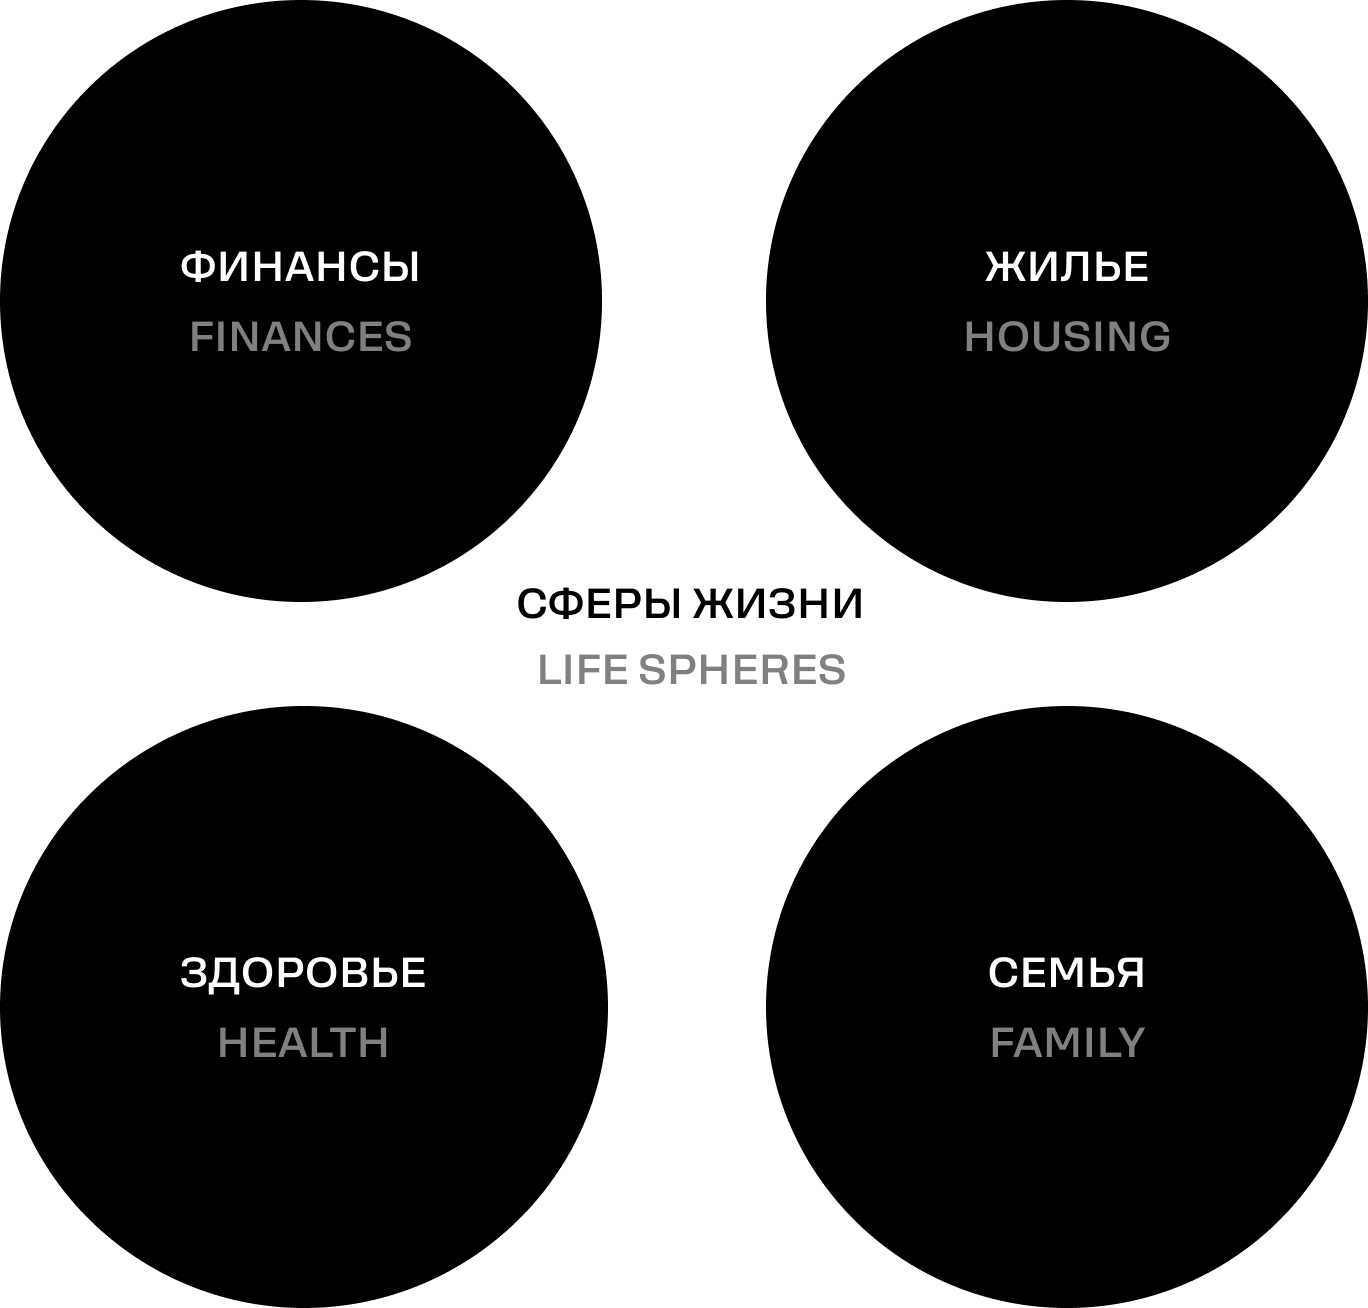 ФИНАНСЫ
FINANCES
ЖИЛЬЕ
HOUSING
СФЕРЫ ЖИЗНИ
LIFE SPHERES
ЗДОРОВЬЕ
HEALTH
СЕМЬЯ
FAMILY